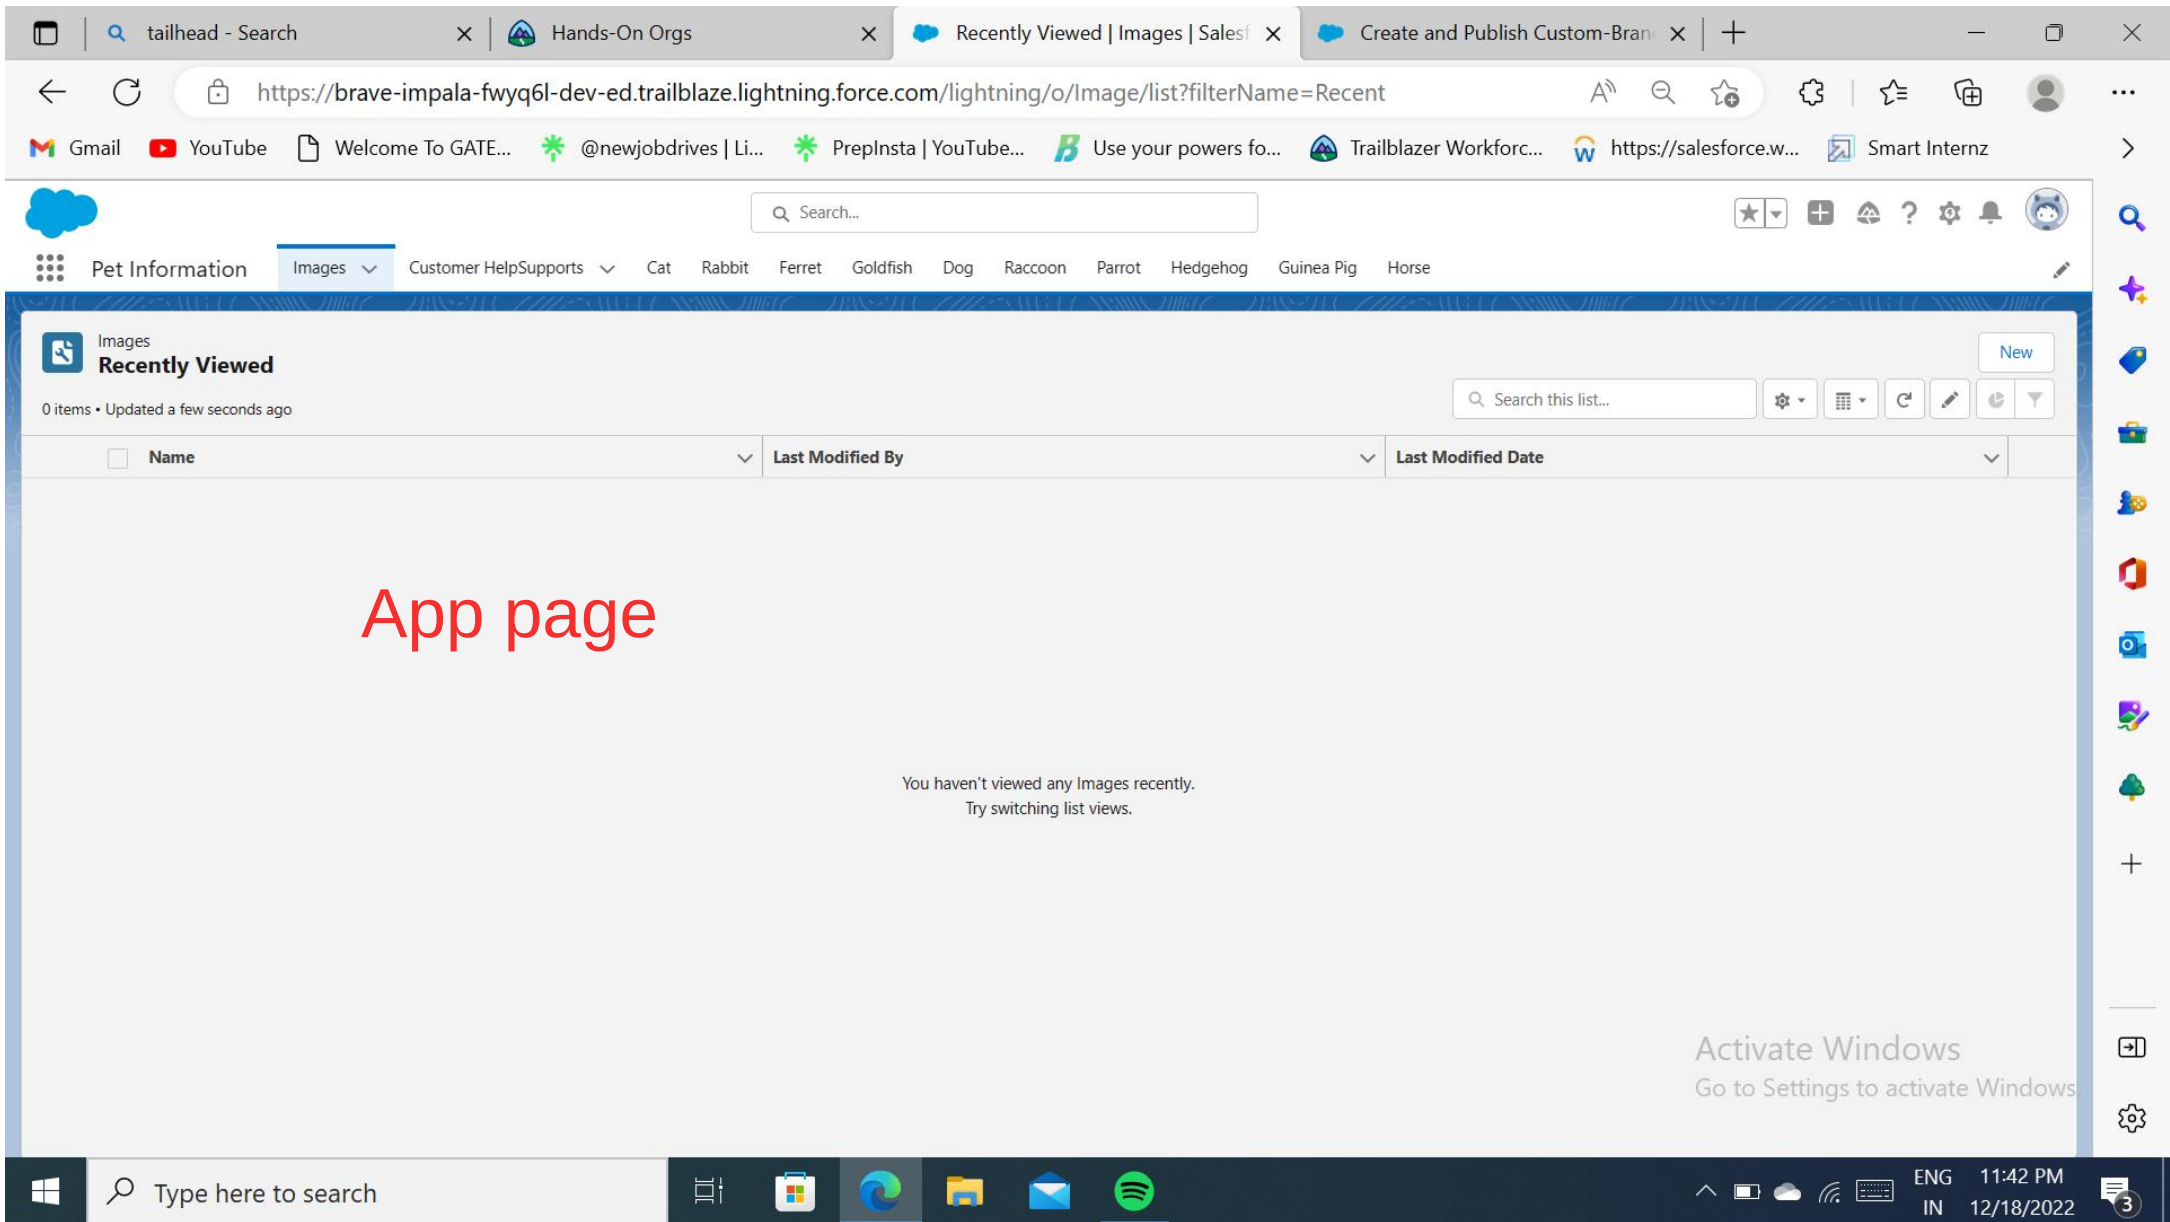 tailhead - Search
Hands-On Orgs
Recently Viewed | Images | Salesf
Create and Publish Custom-Bran
https://brave-impala-fwyq6l-dev-ed.trailblaze.lightning.force.com/lightning/o/Image/list?filterName=Recent
Gmail
YouTube
Welcome To GATE...
@newjobdrives | Li...
PrepInsta | YouTube...
Use your powers fo...
Trailblazer Workforc...
https://salesforce.w...
Smart Internz
Search...
Pet Information
Images
Customer HelpSupports
Cat
Rabbit
Ferret
Goldfish
Dog
Raccoon
Parrot
Hedgehog
Guinea Pig
Horse
Images
Recently Viewed
New
0 items • Updated a few seconds ago
Search this list...
Name
Last Modified By
Last Modified Date
App page
You haven't viewed any Images recently.
Try switching list views.
Activate Windows
Go to Settings to activate Windows.
Type here to search
ENG
IN
11:42 PM
12/18/2022
3